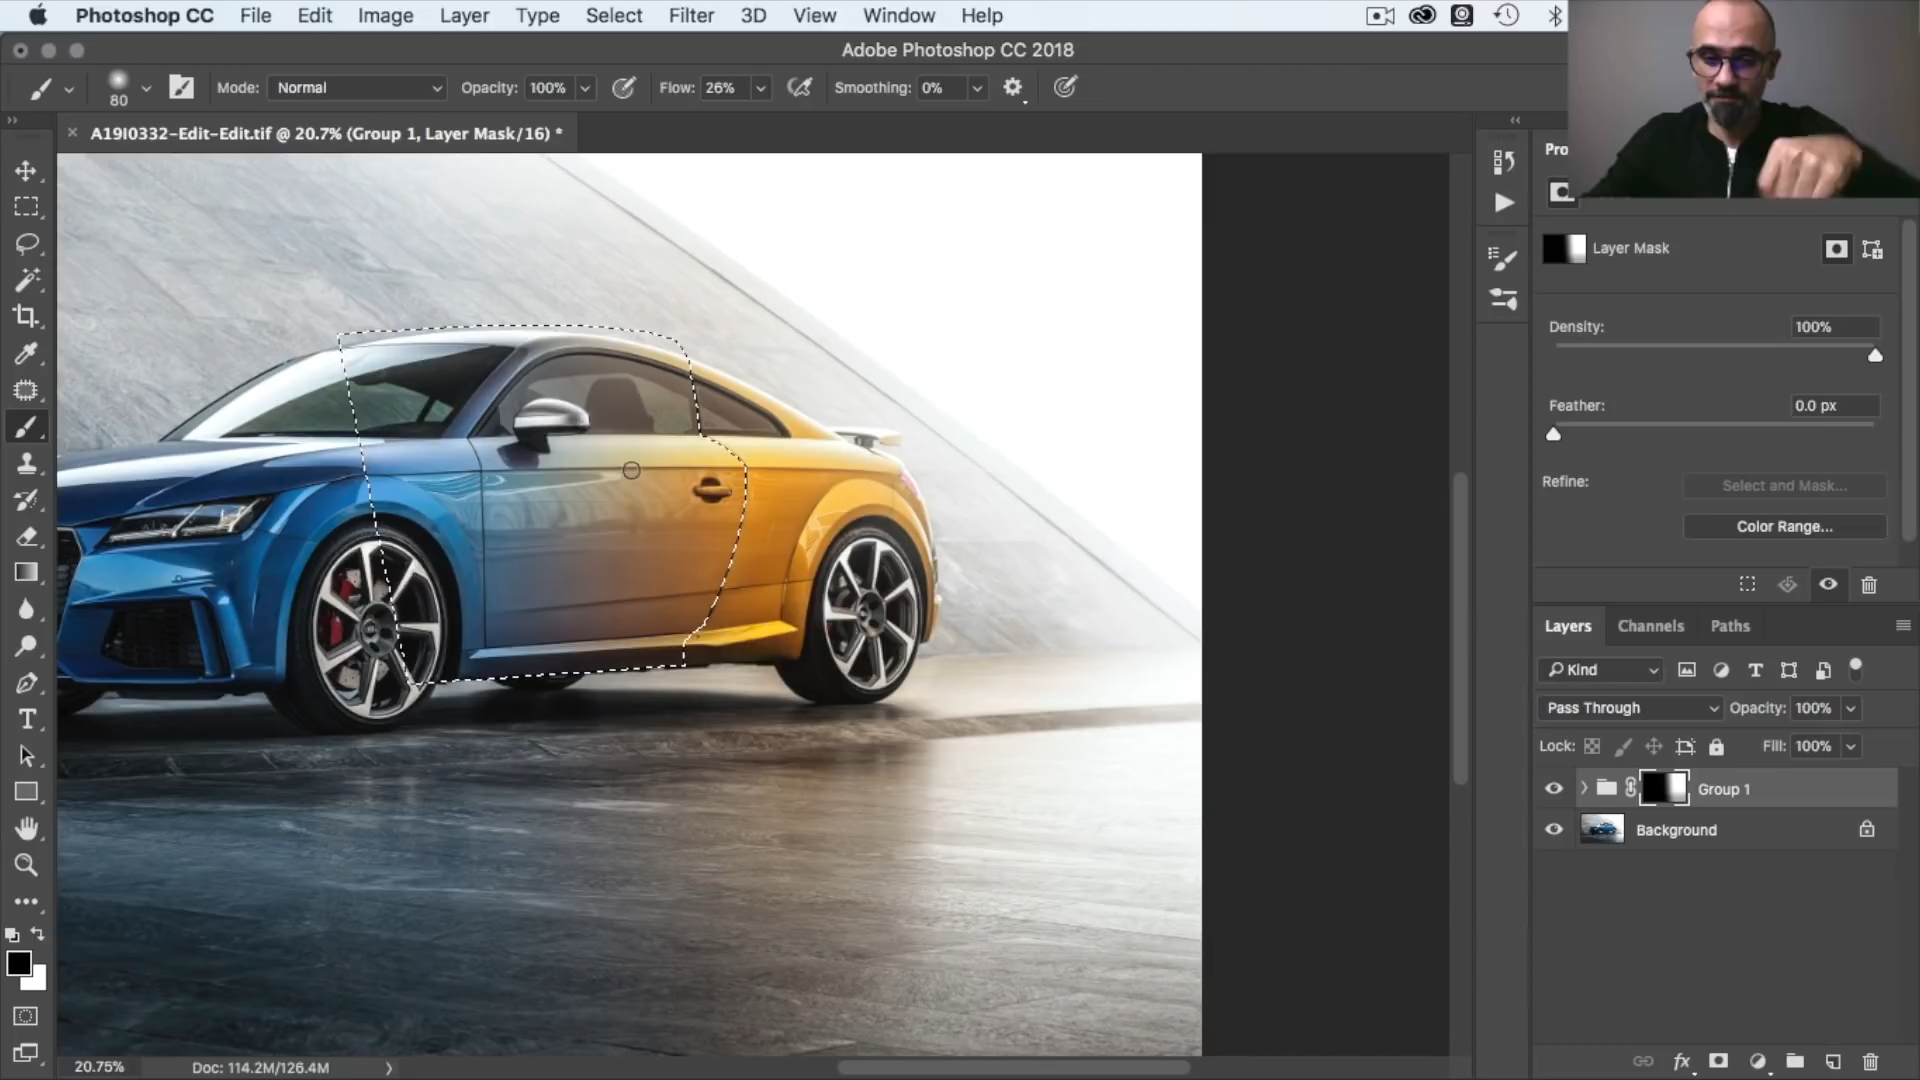 Photoshop CC File Edit Image Layer Type Select Filter 3D View Window Help
Adobe Photoshop CC 2018
80 Mode: Normal Opacity: 100% Flow: 26% Smoothing: 0%
A19I0332-Edit-Edit.tif @ 20.7% (Group 1, Layer Mask/16) *
Pro
Layer Mask
Density: 100%
Feather: 0.0 px
Refine: Select and Mask...
Color Range...
Layers Channels Paths
Kind
Pass Through Opacity: 100%
Lock: Fill: 100%
Group 1
Background
20.75% Doc: 114.2M/126.4M